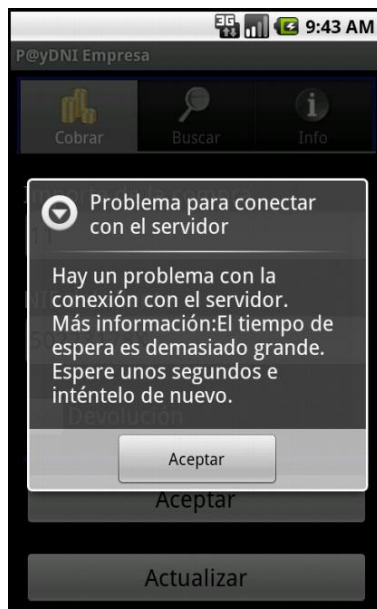 3G 9:43 AM
P@yDNI Empresa
Cobrar Buscar Info
Problema para conectar
con el servidor
Hay un problema con la
conexión con el servidor.
Más información:El tiempo de
espera es demasiado grande.
Espere unos segundos e
inténtelo de nuevo.
Devolución
Aceptar
Aceptar
Actualizar